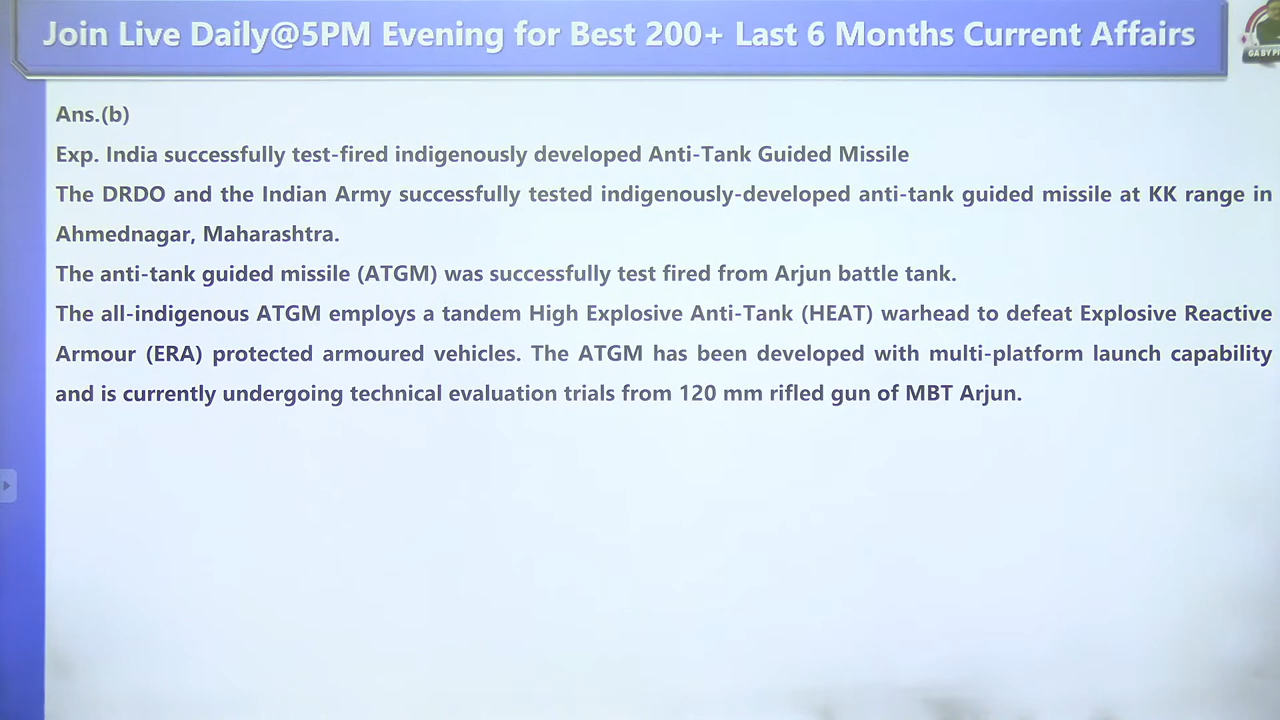 Join Live Daily@5PM Evening for Best 200+ Last 6 Months Current Affairs
Ans.(b)
Exp. India successfully test-fired indigenously developed Anti-Tank Guided Missile
The DRDO and the Indian Army successfully tested indigenously-developed anti-tank guided missile at KK range in
Ahmednagar, Maharashtra.
The anti-tank guided missile (ATGM) was successfully test fired from Arjun battle tank.
The all-indigenous ATGM employs a tandem High Explosive Anti-Tank (HEAT) warhead to defeat Explosive Reactive
Armour (ERA) protected armoured vehicles. The ATGM has been developed with multi-platform launch capability
and is currently undergoing technical evaluation trials from 120 mm rifled gun of MBT Arjun.